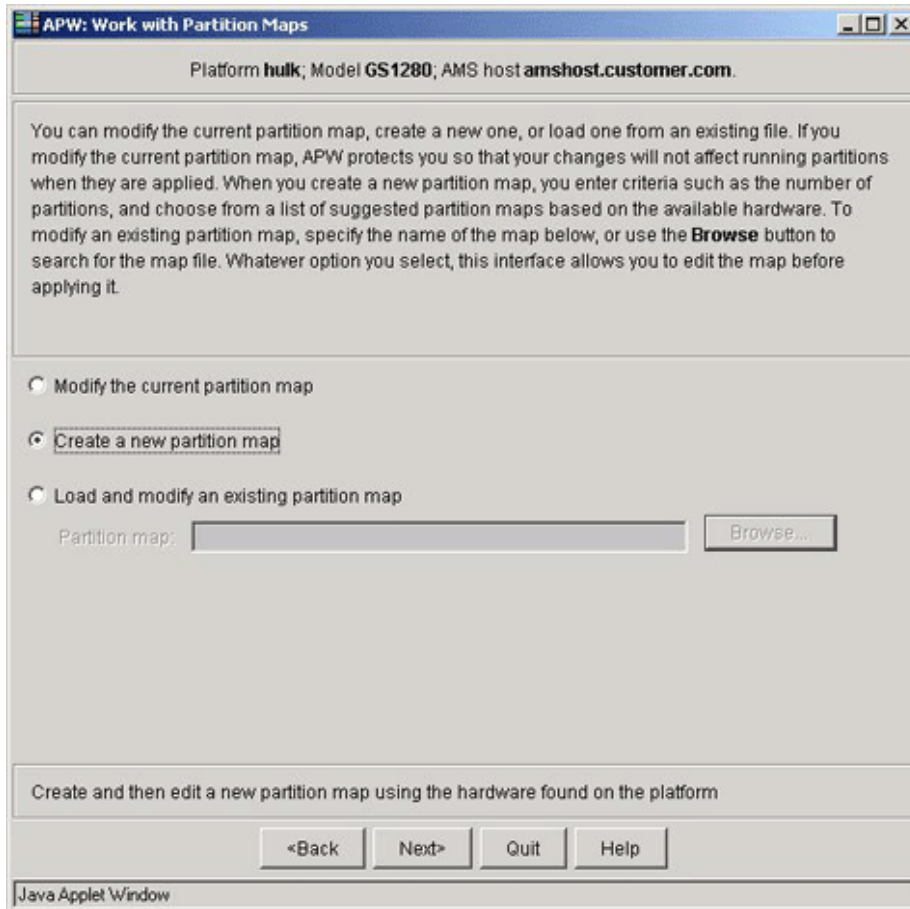 APW: Work with Partition Maps
Platform hulk; Model GS1280; AMS host amshost.customer.com.
You can modify the current partition map, create a new one, or load one from an existing file. If you
modify the current partition map, APW protects you so that your changes will not affect running partitions
when they are applied. When you create a new partition map, you enter criteria such as the number of
partitions, and choose from a list of suggested partition maps based on the available hardware. To
modify an existing partition map, specify the name of the map below, or use the Browse button to
search for the map file. Whatever option you select, this interface allows you to edit the map before
applying it.
Modify the current partition map
Create a new partition map
Load and modify an existing partition map
Partition map:
Browse...
Create and then edit a new partition map using the hardware found on the platform
<Back
Next>
Quit
Help
Java Applet Window